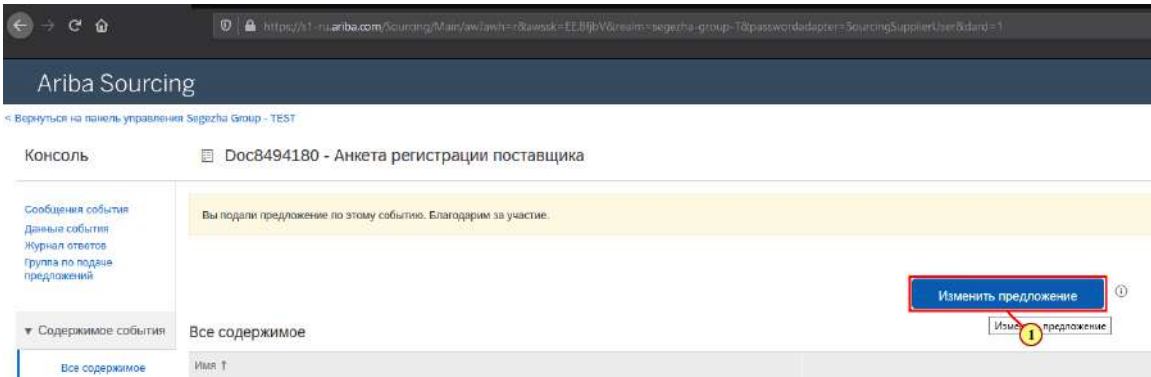 https://s1-ru.ariba.com/Sourcing/Main/aw?awh=r&awssk=EE.BfjbV&realm=segezha-group-T&passwordadapter=SourcingSupplierUser&dard=1
Ariba Sourcing
< Вернуться на панель управления Segezha Group - TEST
Консоль
Doc8494180 - Анкета регистрации поставщика
Сообщения события
Данные события
Журнал ответов
Группа по подаче
предложений
Вы подали предложение по этому событию. Благодарим за участие.
Изменить предложение
предложение
1
▼ Содержимое события
Все содержимое
Все содержимое
Имя ↑